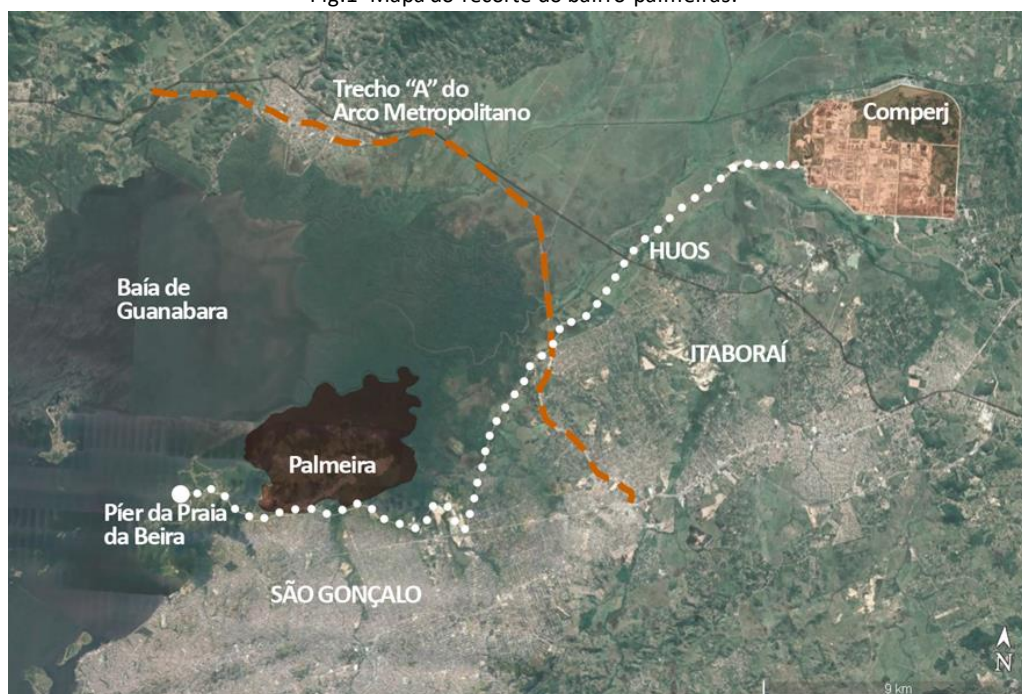 Fig.1- Mapa do recorte do bairro palmeiras.
Trecho “A” do
Arco Metropolitano
Comperj
HUOS
Baía de
Guanabara
ITABORAÍ
Palmeira
Píer da Praia
da Beira
SÃO GONÇALO
N
9 km